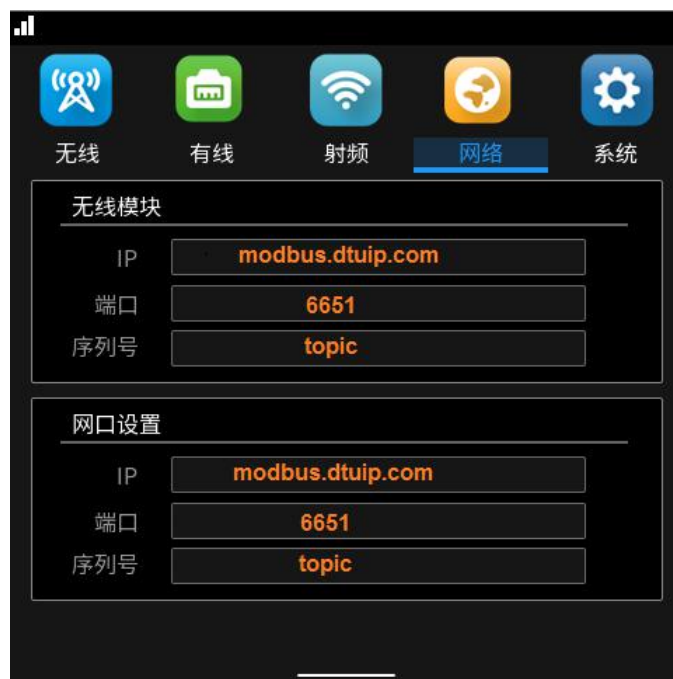 无线 有线 射频 网络 系统
无线模块
IP modbus.dtuip.com
端口 6651
序列号 topic
网口设置
IP modbus.dtuip.com
端口 6651
序列号 topic